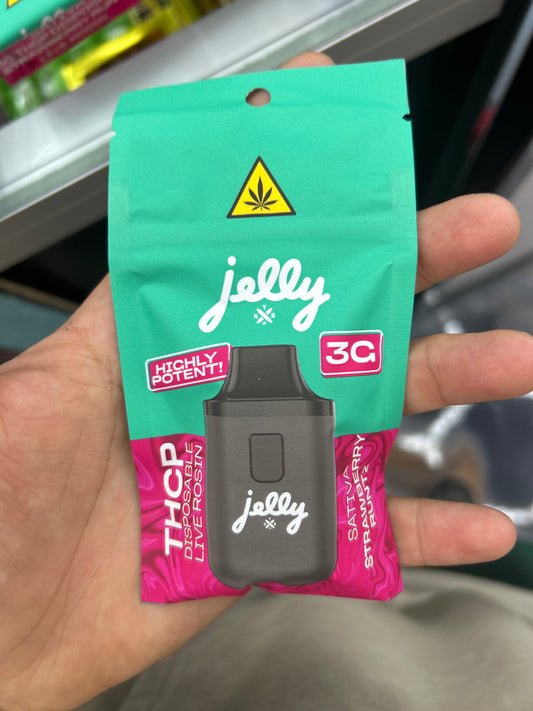 jelly
HIGHLY
POTENT!
3G
THCP
DISPOSABLE
LIVE ROSIN
jelly
SATIVA
STRAWBERRY
RUNTZ